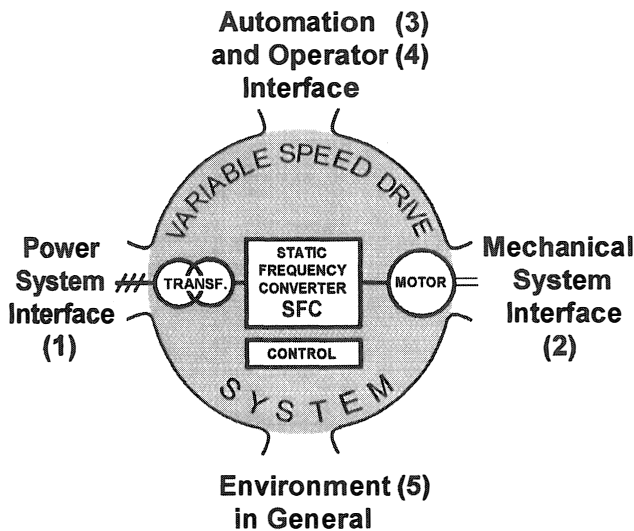 Automation (3)
and Operator (4)
Interface
VARIABLE SPEED DRIVE
Power
System
Interface
(1)
TRANSF.
STATIC
FREQUENCY
CONVERTER
SFC
MOTOR
Mechanical
System
Interface
(2)
CONTROL
SYSTEM
Environment (5)
in General